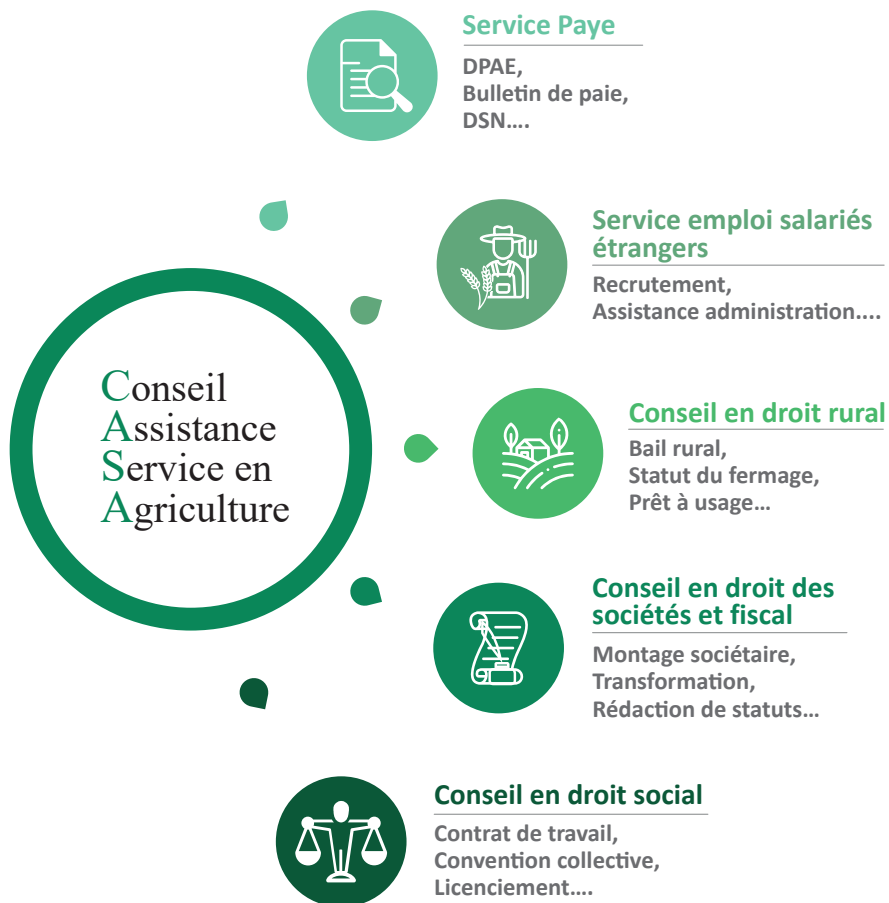 Service Paye
DPAE,
Bulletin de paie,
DSN....
Service emploi salariés
étrangers
Recrutement,
Assistance administration....
Conseil
Assistance
Service en
Agriculture
Conseil en droit rural
Bail rural,
Statut du fermage,
Prêt à usage...
Conseil en droit des
sociétés et fiscal
Montage sociétaire,
Transformation,
Rédaction de statuts...
Conseil en droit social
Contrat de travail,
Convention collective,
Licenciement....